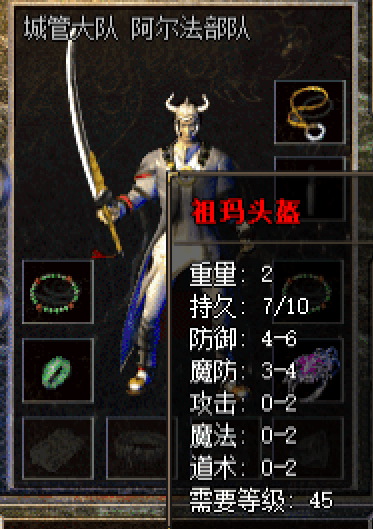 城管大队 阿尔法部队
祖玛头盔
重量: 2
持久: 7/10
防御: 4-6
魔防: 3-4
攻击: 0-2
魔法: 0-2
道术: 0-2
需要等级: 45